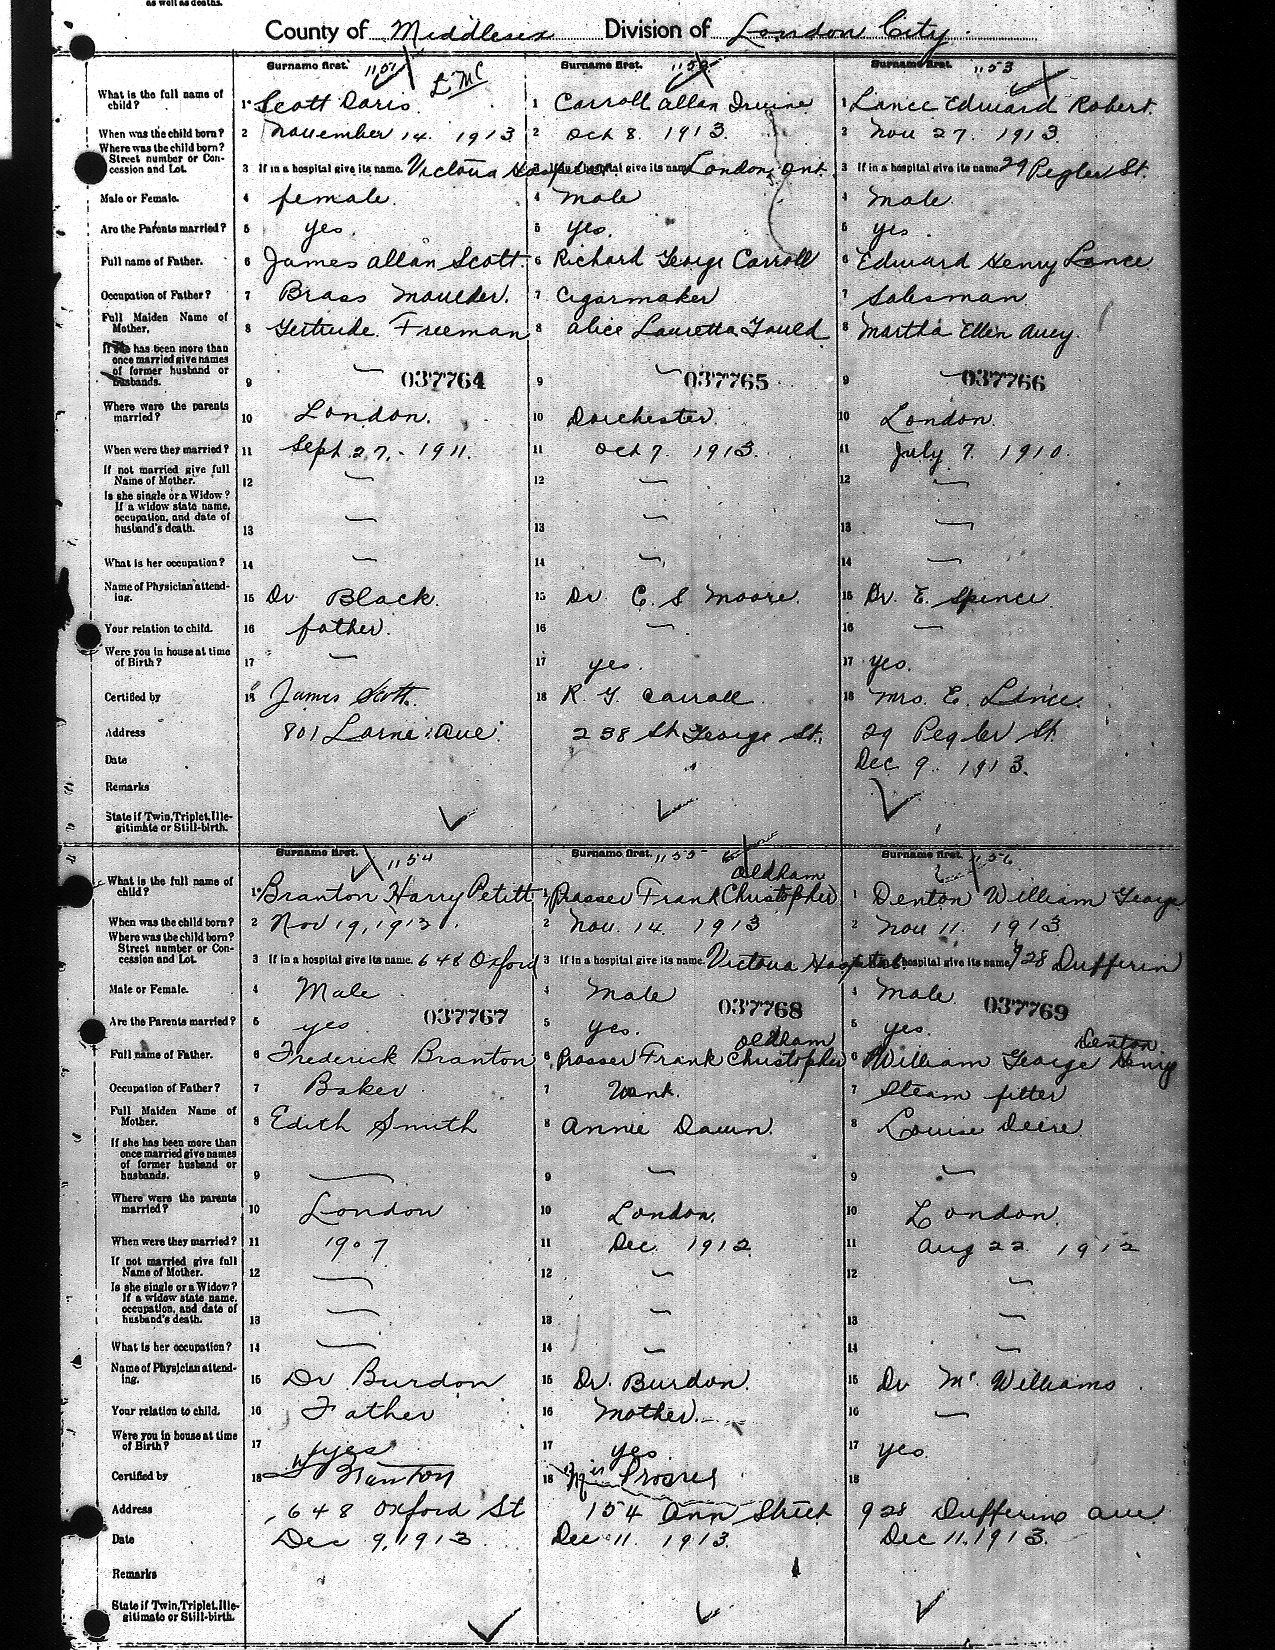 as well as deaths.
County of Middlesex Division of London City.
Surname first. 1151 Surname first. 1152 Surname first. 1153
What is the full name of child? 1 Scott Doris 1 Carroll Allan Irvine 1 Lance Edward Robert.
When was the child born? 2 November 14. 1913 2 Oct 8. 1913. 2 Nov 27. 1913.
Where was the child born? Street number or Concession and Lot. 3 If in a hospital give its name. Victoria Hospital 3 If in a hospital give its name London, Ont. 3 If in a hospital give its name 29 Pegler St.
Male or Female. 4 female. 4 male 4 male
Are the Parents married? 5 yes. 5 yes. 5 yes.
Full name of Father. 6 James Allan Scott. 6 Richard George Carroll 6 Edward Henry Lance
Occupation of Father? 7 Brass Moulder. 7 Cigarmaker 7 Salesman
Full Maiden Name of Mother. 8 Gertrude Freeman 8 Alice Lauretta Gould 8 Martha Ellen Avey.
If she has been more than once married give names of former husband or husbands. 9 — 037764 9 — 037765 9 — 037766
Where were the parents married? 10 London. 10 Dorchester. 10 London.
When were they married? 11 Sept. 27, - 1911. 11 Oct 7. 1913. 11 July 7. 1910.
If not married give full Name of Mother. 12 — 12 — 12 —
Is she single or a Widow? If a widow state name, occupation, and date of husband's death. 13 — 13 — 13 —
What is her occupation? 14 — 14 — 14 —
Name of Physician attending. 15 Dr Black. 15 Dr C. S Moore. 15 Dr. E. Spence
Your relation to child. 16 father. 16 — 16 —
Were you in house at time of Birth? 17 — 17 yes. 17 yes.
Certified by 18 James Scott. 18 R G Carroll 18 Mrs. E. Lance.
Address 801 Lorne Ave 238 St George St. 29 Pegler St.
Date Dec 9. 1913.
Remarks
State if Twin, Triplet, Illegitimate or Still-birth.
Surname first. 1154 Surname first. 1155 Surname first. 1156
What is the full name of child? 1 Branton Harry Petitt 1 Prosser Frank Oldham Christopher 1 Denton William George
When was the child born? 2 Nov 19, 1913. 2 Nov. 14 1913 2 Nov 11. 1913
Where was the child born? Street number or Concession and Lot. 3 If in a hospital give its name. 648 Oxford 3 If in a hospital give its name. Victoria Hospital. hospital give its name 928 Dufferin
Male or Female. 4 Male 4 male 4 male.
Are the Parents married? 5 yes 037767 5 yes. 037768 5 yes. 037769
Full name of Father. 6 Frederick Branton 6 Prosser Frank Oldham Christopher 6 William George Henry Denton
Occupation of Father? 7 Baker 7 7 Steam fitter
Full Maiden Name of Mother. 8 Edith Smith 8 Annie Dawn 8 Louise Deere
If she has been more than once married give names of former husband or husbands. 9 — 9 — 9 —
Where were the parents married? 10 London 10 London. 10 London.
When were they married? 11 1907 11 Dec. 1912 11 Aug 22 1912
If not married give full Name of Mother. 12 — 12 — 12 —
Is she single or a Widow? If a widow state name, occupation, and date of husband's death. 13 — 13 — 13 —
What is her occupation? 14 — 14 — 14 —
Name of Physician attending. 15 Dr Burdon 15 Dr. Burdon. 15 Dr McWilliams
Your relation to child. 16 Father 16 Mother. 16 —
Were you in house at time of Birth? 17 yes 17 yes 17 yes.
Certified by 18 Branton 18 Mrs Prosser 18
Address 648 Oxford St 154 Ann Street 928 Dufferin Ave
Date Dec 9, 1913 Dec 11. 1913. Dec 11. 1913.
Remarks
State if Twin, Triplet, Illegitimate or Still-birth.